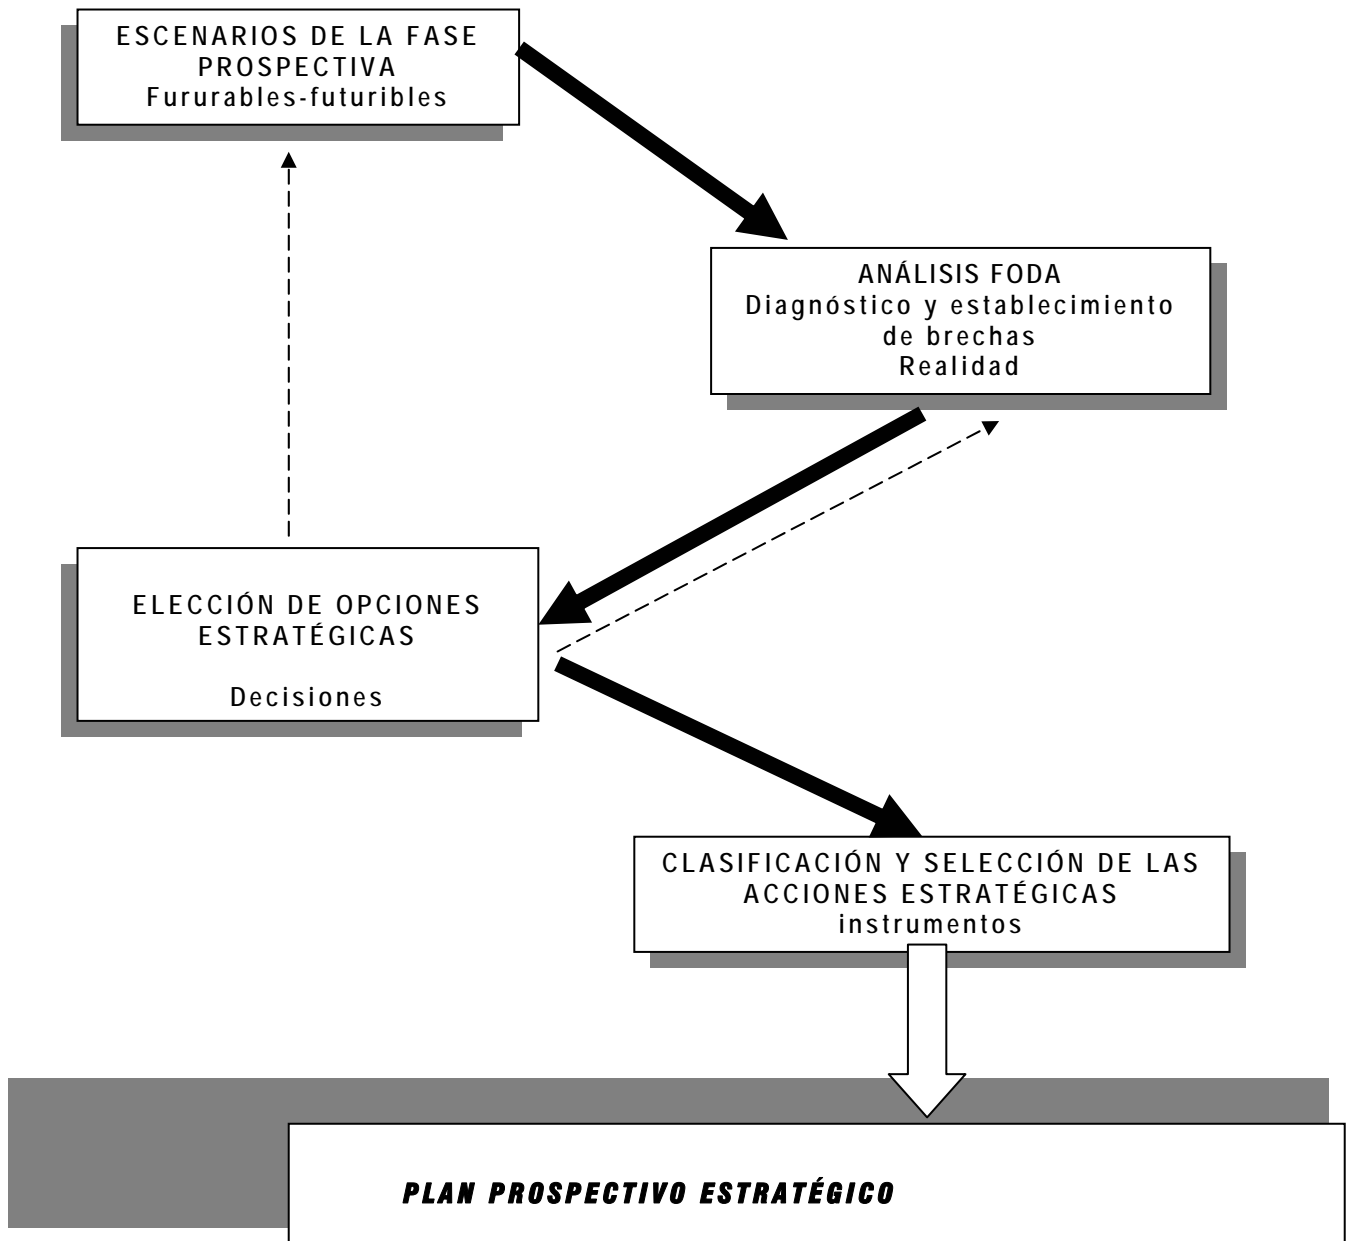 ESCENARIOS DE LA FASE
PROSPECTIVA
Fururables-futuribles
ANÁLISIS FODA
Diagnóstico y establecimiento
de brechas
Realidad
ELECCIÓN DE OPCIONES
ESTRATÉGICAS
Decisiones
CLASIFICACIÓN Y SELECCIÓN DE LAS
ACCIONES ESTRATÉGICAS
instrumentos
PLAN PROSPECTIVO ESTRATÉGICO